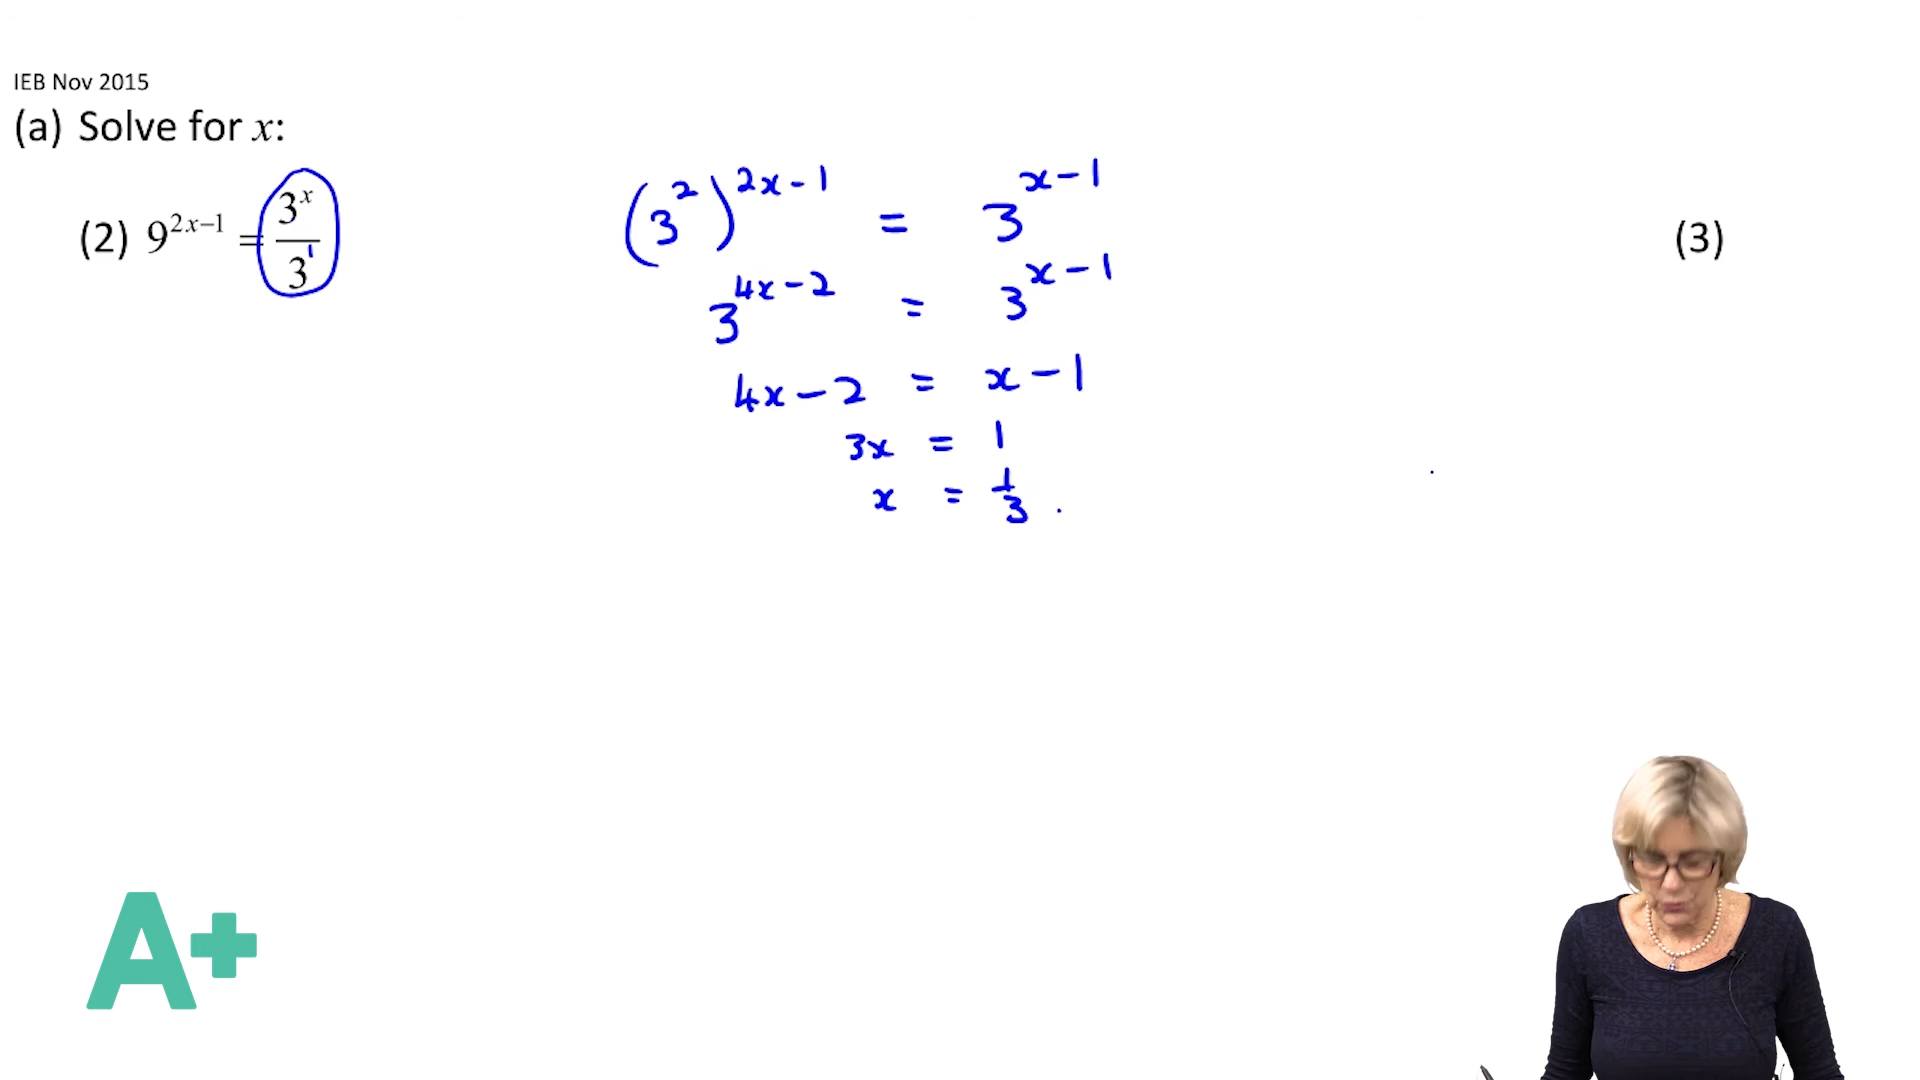 IEB Nov 2015
(a) Solve for x:
(2) 9^{2x−1} = 3^x / 3^1
(3)
(3^2)^{2x−1} = 3^{x−1}
3^{4x−2} = 3^{x−1}
4x−2 = x−1
3x = 1
x = 1/3 .
A+